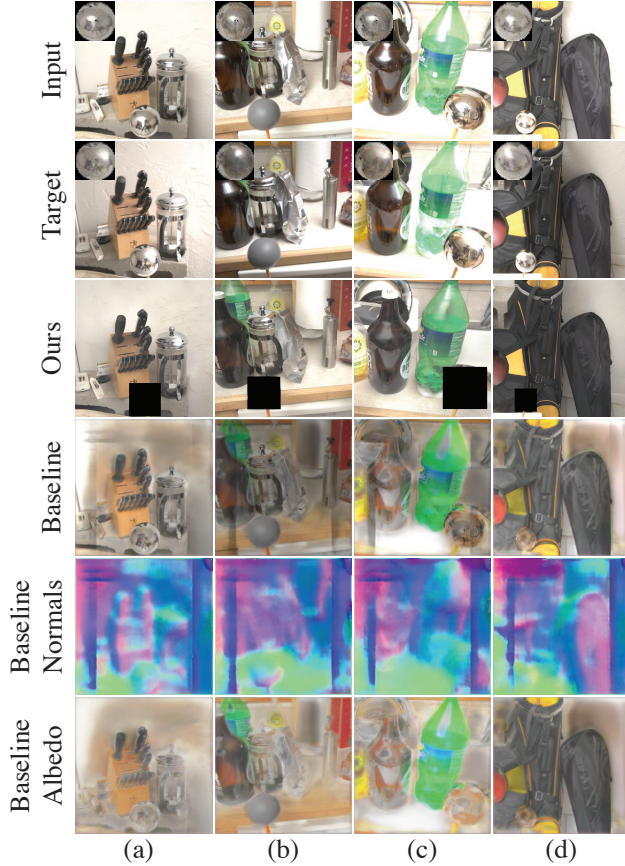 Input
Target
Ours
Baseline
Baseline
Normals
Baseline
Albedo
(a)
(b)
(c)
(d)